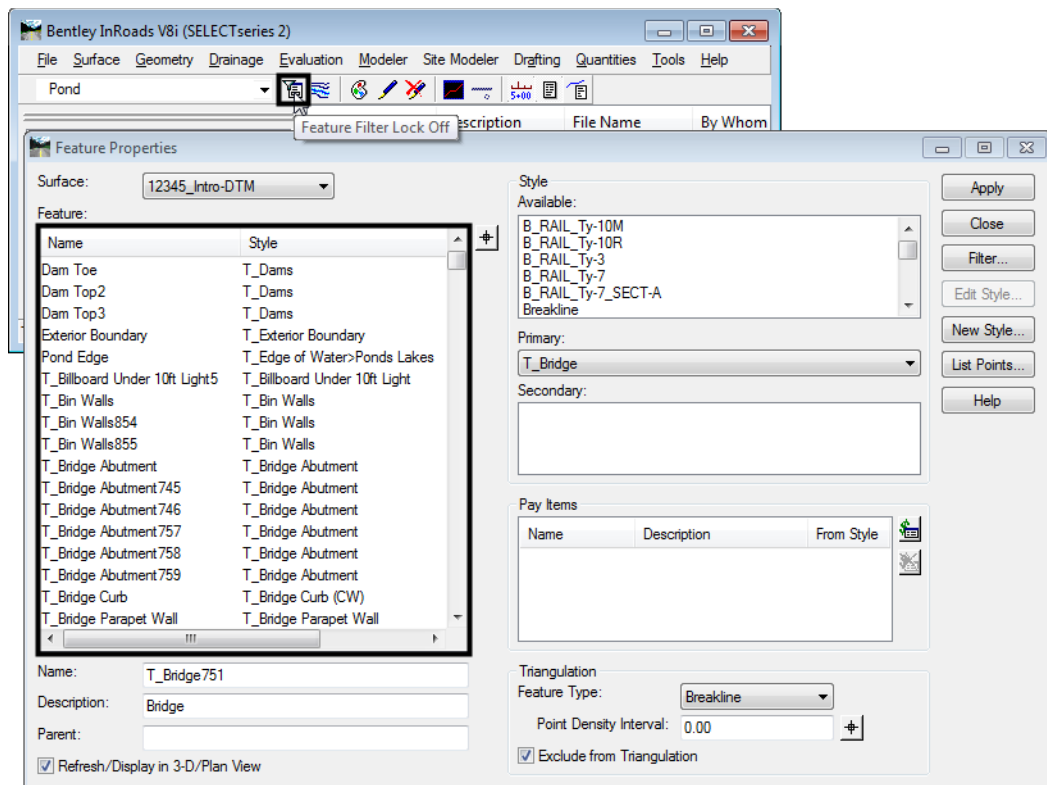 Bentley InRoads V8i (SELECTseries 2)
File Surface Geometry Drainage Evaluation Modeler Site Modeler Drafting Quantities Tools Help
Pond
5+00
Feature Filter Lock Off
File Name By Whom
Feature Properties
Surface: 12345_Intro-DTM
Feature:
Name Style
Dam Toe T_Dams
Dam Top2 T_Dams
Dam Top3 T_Dams
Exterior Boundary T_Exterior Boundary
Pond Edge T_Edge of Water>Ponds Lakes
T_Billboard Under 10ft Light5 T_Billboard Under 10ft Light
T_Bin Walls T_Bin Walls
T_Bin Walls854 T_Bin Walls
T_Bin Walls855 T_Bin Walls
T_Bridge Abutment T_Bridge Abutment
T_Bridge Abutment745 T_Bridge Abutment
T_Bridge Abutment746 T_Bridge Abutment
T_Bridge Abutment757 T_Bridge Abutment
T_Bridge Abutment758 T_Bridge Abutment
T_Bridge Abutment759 T_Bridge Abutment
T_Bridge Curb T_Bridge Curb (CW)
T_Bridge Parapet Wall T_Bridge Parapet Wall
Name: T_Bridge751
Description: Bridge
Parent:
Refresh/Display in 3-D/Plan View
Style
Available:
B_RAIL_Ty-10M
B_RAIL_Ty-10R
B_RAIL_Ty-3
B_RAIL_Ty-7
B_RAIL_Ty-7_SECT-A
Breakline
Primary:
T_Bridge
Secondary:
Pay Items
Name Description From Style
Triangulation
Feature Type: Breakline
Point Density Interval: 0.00
Exclude from Triangulation
Apply
Close
Filter...
Edit Style...
New Style...
List Points...
Help